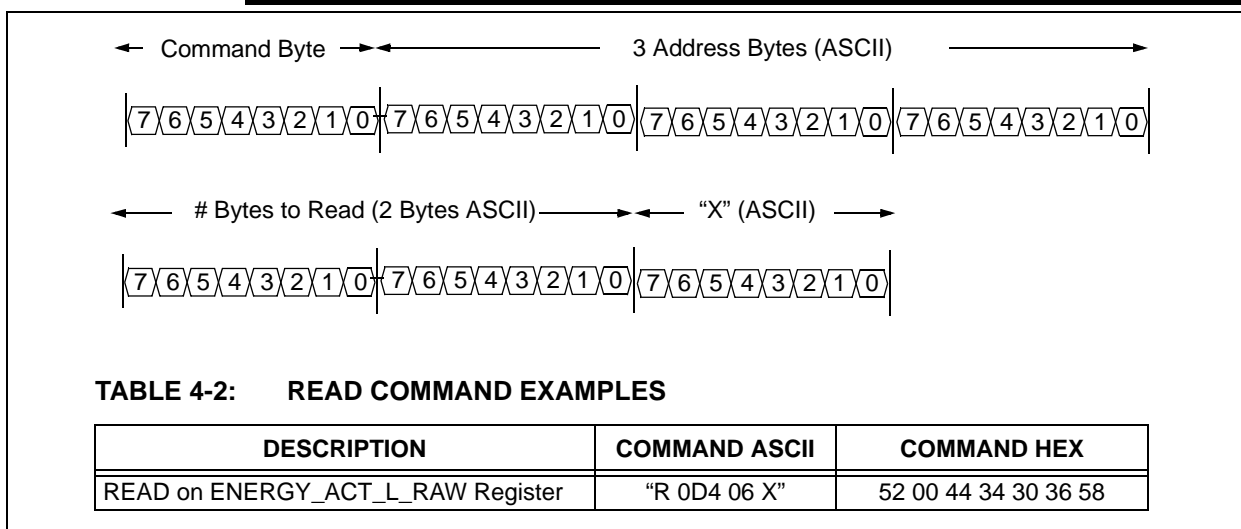 Command Byte 3 Address Bytes (ASCII)
7 6 5 4 3 2 1 0 7 6 5 4 3 2 1 0 7 6 5 4 3 2 1 0 7 6 5 4 3 2 1 0
# Bytes to Read (2 Bytes ASCII) “X” (ASCII)
7 6 5 4 3 2 1 0 7 6 5 4 3 2 1 0 7 6 5 4 3 2 1 0
TABLE 4-2: READ COMMAND EXAMPLES
DESCRIPTION COMMAND ASCII COMMAND HEX
READ on ENERGY_ACT_L_RAW Register “R 0D4 06 X” 52 00 44 34 30 36 58